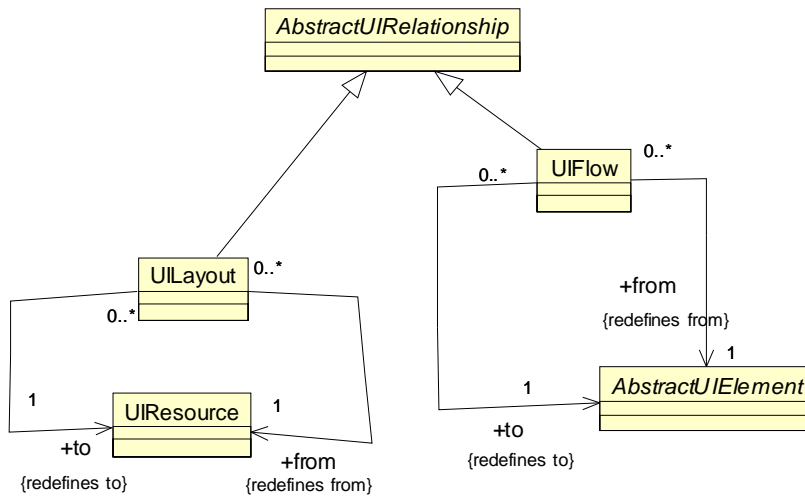 AbstractUIRelationship
0..*
0..*
UIFlow
UILayout
0..*
0..*
+from
{redefines from}
1
1
UIResource
1
1
AbstractUIElement
+to
{redefines to}
+to
{redefines to}
+from
{redefines from}